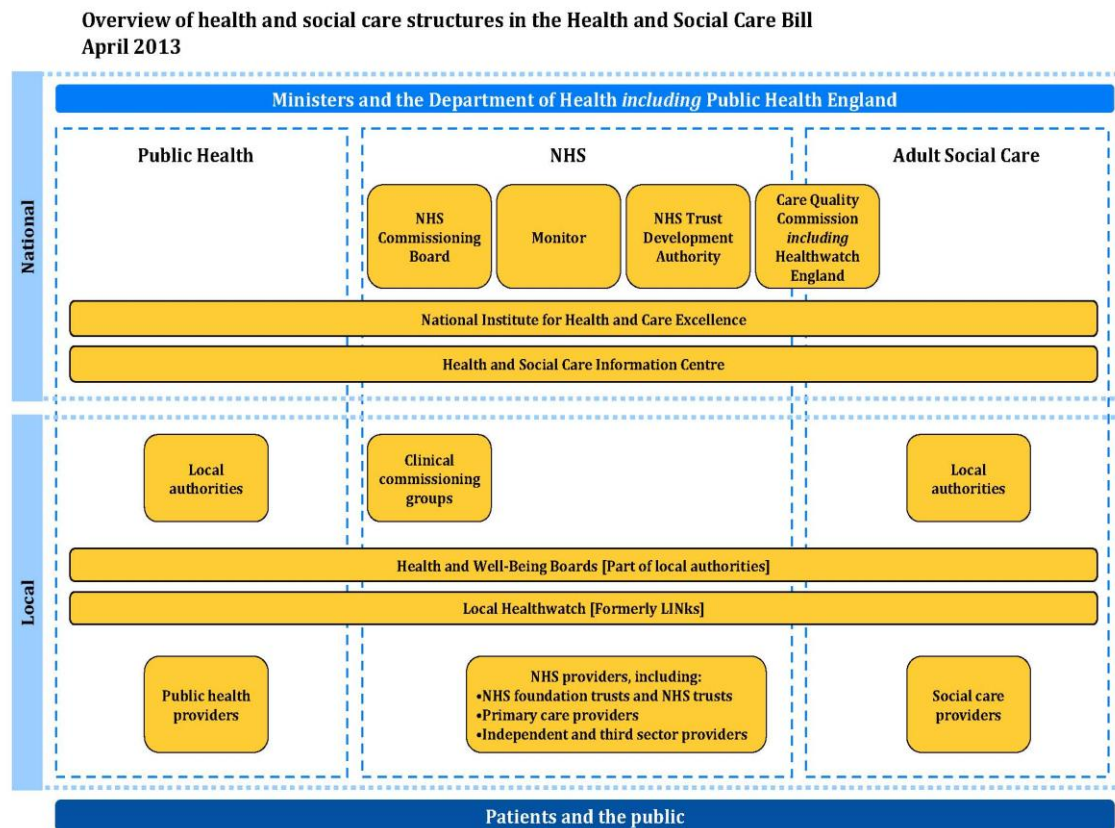 Overview of health and social care structures in the Health and Social Care Bill
April 2013
Ministers and the Department of Health including Public Health England
Public Health
NHS
Adult Social Care
National
NHS
Commissioning
Board
Monitor
NHS Trust
Development
Authority
Care Quality
Commission
including
Healthwatch
England
National Institute for Health and Care Excellence
Health and Social Care Information Centre
Local
Local
authorities
Clinical
commissioning
groups
Local
authorities
Health and Well-Being Boards [Part of local authorities]
Local Healthwatch [Formerly LINks]
Public health
providers
NHS providers, including:
•NHS foundation trusts and NHS trusts
•Primary care providers
•Independent and third sector providers
Social care
providers
Patients and the public